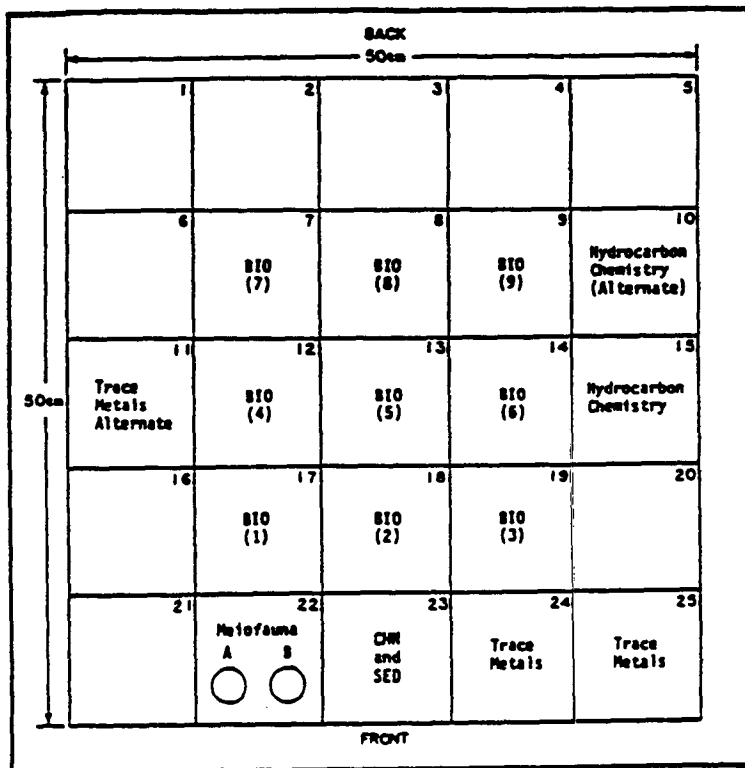 BACK
50cm
1 2 3 4 5
6 7 8 9 10
BIO
(7)
BIO
(8)
BIO
(9)
Hydrocarbon
Chemistry
(Alternate)
50cm
11 12 13 14 15
Trace
Metals
Alternate
BIO
(4)
BIO
(5)
BIO
(6)
Hydrocarbon
Chemistry
16 17 18 19 20
BIO
(1)
BIO
(2)
BIO
(3)
21 22 23 24 25
Meiofauna
A B
CHN
and
SED
Trace
Metals
Trace
Metals
FRONT